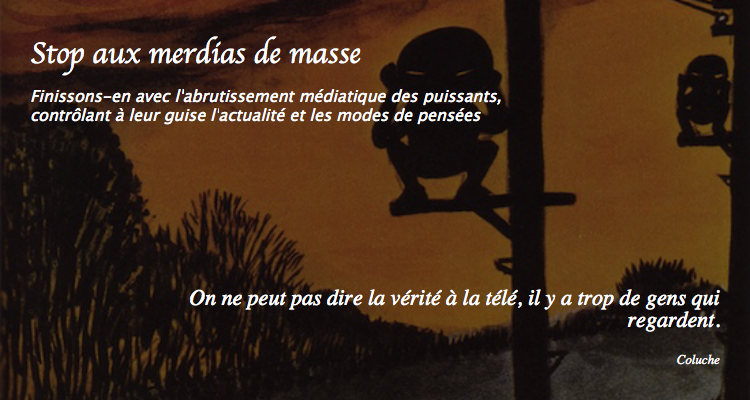 Stop aux merdias de masse
Finissons-en avec l'abrutissement médiatique des puissants,
contrôlant à leur guise l'actualité et les modes de pensées
On ne peut pas dire la vérité à la télé, il y a trop de gens qui
regardent.
Coluche